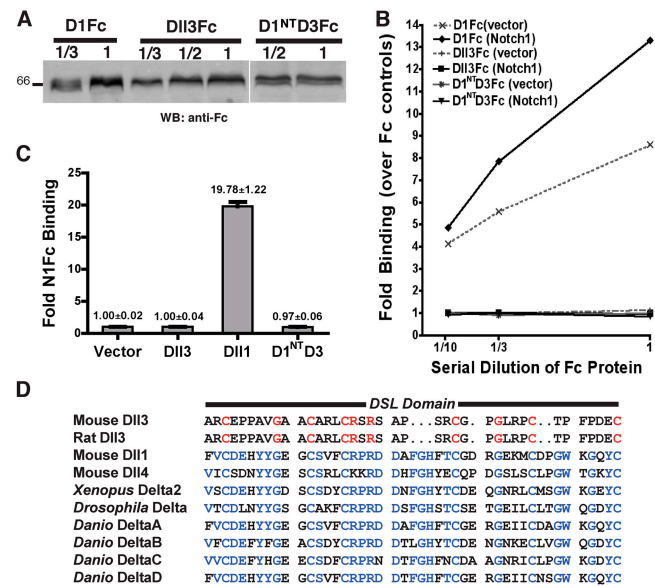 A
D1Fc Dll3Fc D1NTD3Fc
1/3 1 1/3 1/2 1 1/2 1
66
WB: anti-Fc
B
Fold Binding (over Fc controls)
14
13
12
11
10
9
8
7
6
5
4
3
2
1
0
D1Fc(vector)
D1Fc (Notch1)
Dll3Fc (vector)
Dll3Fc (Notch1)
D1NTD3Fc (vector)
D1NTD3Fc (Notch1)
1/10 1/3 1
Serial Dilution of Fc Protein
C
Fold N1Fc Binding
25
20
15
10
5
0
1.00±0.02 1.00±0.04 19.78±1.22 0.97±0.06
Vector Dll3 Dll1 D1NTD3
D
DSL Domain
Mouse Dll3 ARCEPPAVGA ACARLCRSRS AP...SRCG. PGLRPC..TP FPDEC
Rat Dll3 ARCEPPAVGA ACARLCRSRS AP...SRCG. PGLRPC..TP FPDEC
Mouse Dll1 FVCDEHYYGE GCSVFCRPRD DAFGHFTCGD RGEKMCDPGW KGQYC
Mouse Dll4 VICSDNYYGE SCSRLCKKRD DHFGHYECQP DGSLSCLPGW TGKYC
Xenopus Delta2 VSCDEHYYGD SCSDYCRPRD DNFGHYTCDE QGNRLCMSGW KGEYC
Drosophila Delta VTCDLNYYGS GCAKFCRPRD DSFGHSTCSE TGEIICLTGW QGDYC
Danio DeltaA FVCDEHYYGE GCSVFCRPRD DAFGHFTCGE RGEIICDAGW KGQYC
Danio DeltaB VFCDEFYFGE ACSDYCRPRD DTLGHYTCDE NGNKECLVGW QGDYC
Danio DeltaC VVCDEFYHGE ECSDFCRPRN DTFGHFNCDA AGNRICLPGW KGDYC
Danio DeltaD FVCDEHYYGE GCSVFCRPRD DTFGHFTCGE RGEIICNSGW KGQYC